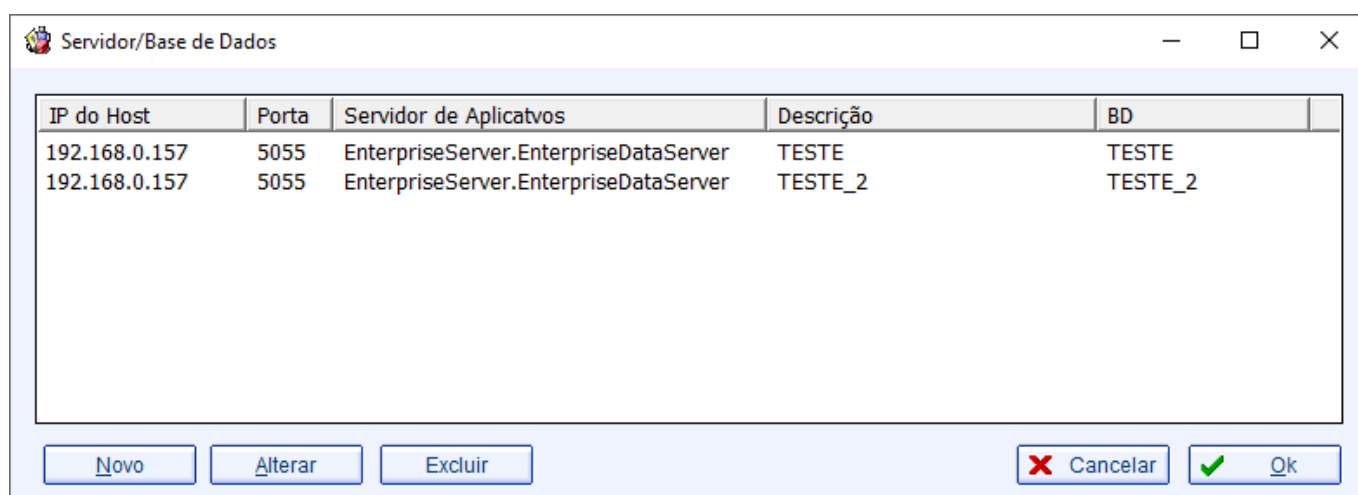 Servidor/Base de Dados
IP do Host Porta Servidor de Aplicatvos Descrição BD
192.168.0.157 5055 EnterpriseServer.EnterpriseDataServer TESTE TESTE
192.168.0.157 5055 EnterpriseServer.EnterpriseDataServer TESTE_2 TESTE_2
Novo Alterar Excluir Cancelar Ok